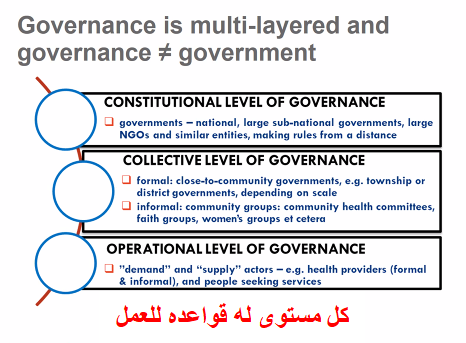 Governance is multi-layered and
governance ≠ government
CONSTITUTIONAL LEVEL OF GOVERNANCE
❑ governments – national, large sub-national governments, large
NGOs and similar entities, making rules from a distance
COLLECTIVE LEVEL OF GOVERNANCE
❑ formal: close-to-community governments, e.g. township or
district governments, depending on scale
❑ informal: community groups: community health committees,
faith groups, women's groups et cetera
OPERATIONAL LEVEL OF GOVERNANCE
❑ ”demand” and “supply” actors – e.g. health providers (formal
& informal), and people seeking services
كل مستوى له قواعده للعمل